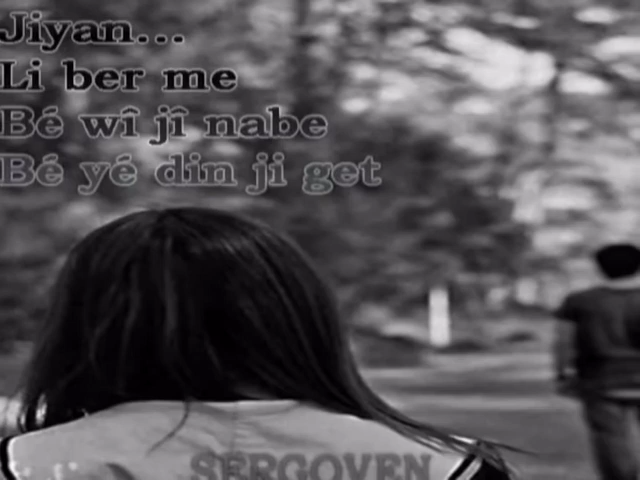 Jiyan...
Li ber me
Bé wî jî nabe
Bé yé din ji get
SERGOVEN